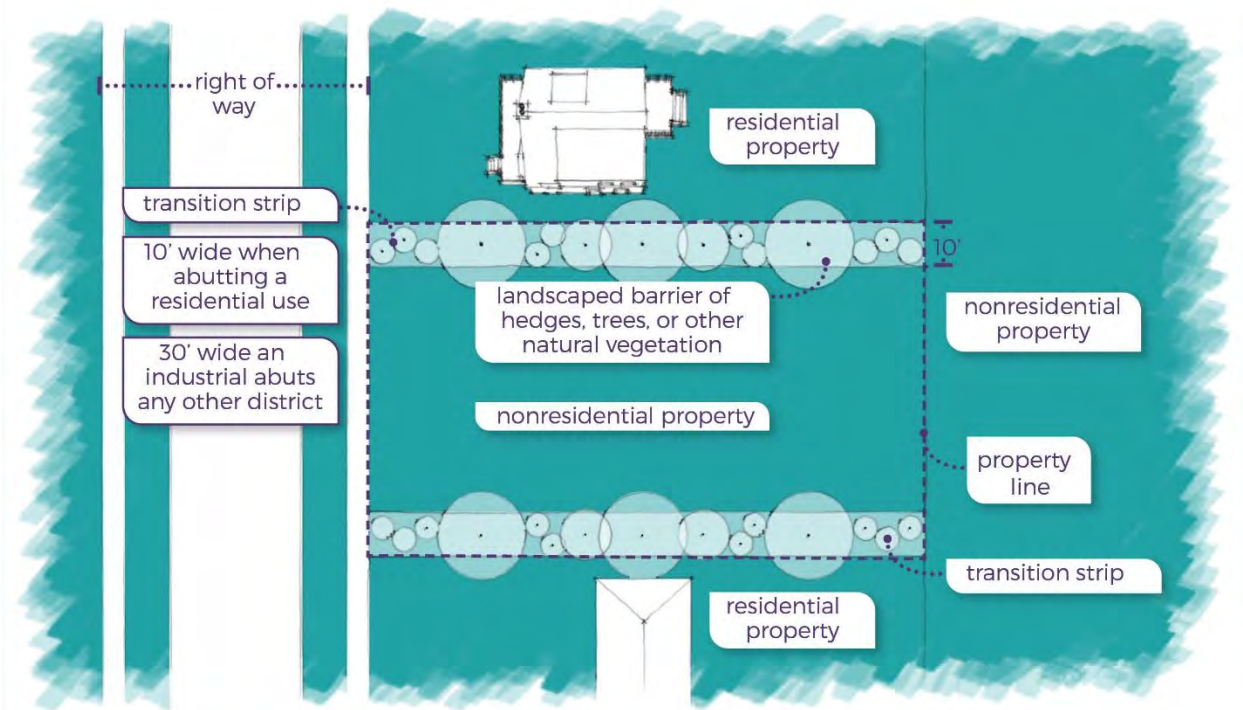 right of
way
residential
property
transition strip
10' wide when
abutting a
residential use
30' wide an
industrial abuts
any other district
10'
landscaped barrier of
hedges, trees, or other
natural vegetation
nonresidential
property
nonresidential property
property
line
transition strip
residential
property